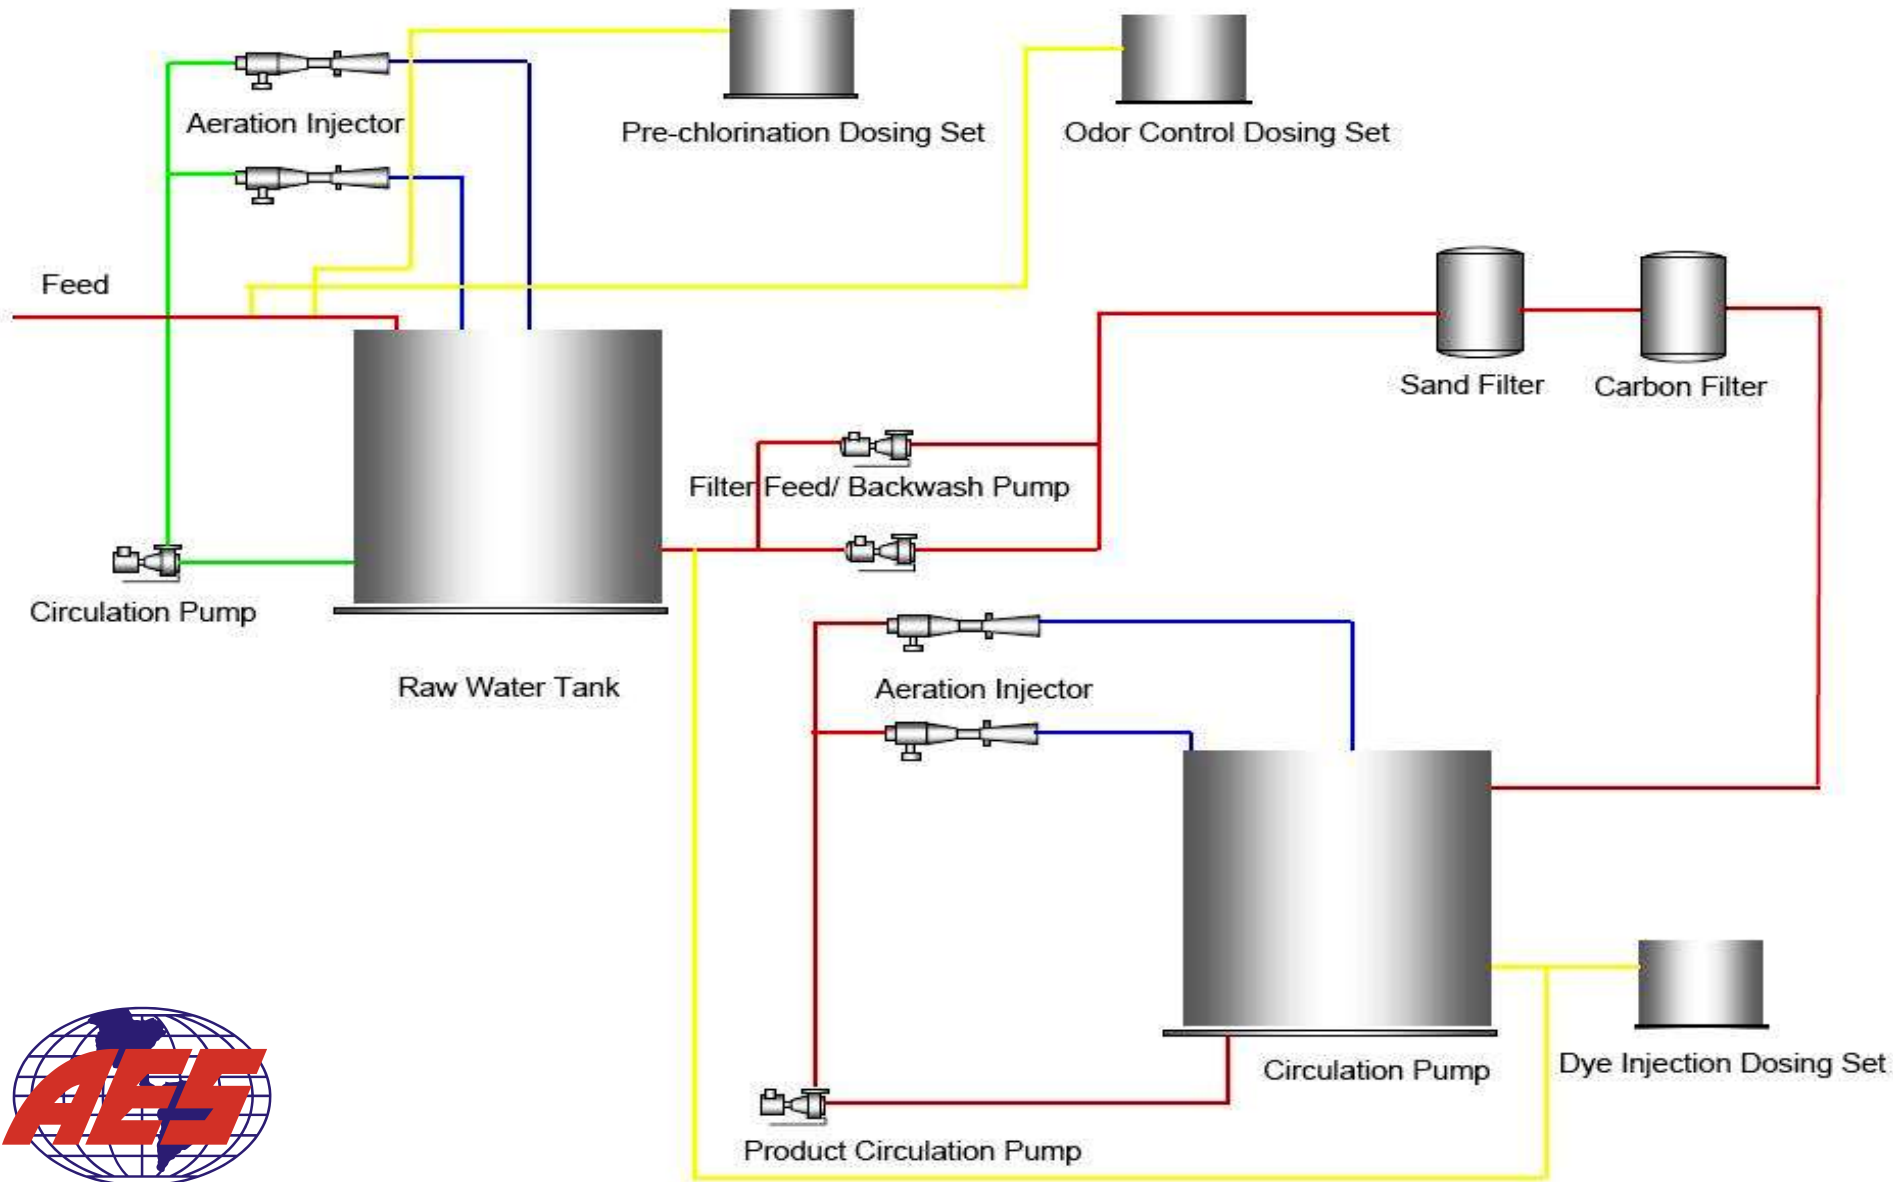 Aeration Injector
Pre-chlorination Dosing Set
Odor Control Dosing Set
Feed
Sand Filter
Carbon Filter
Filter Feed/ Backwash Pump
Circulation Pump
Raw Water Tank
Aeration Injector
Circulation Pump
Dye Injection Dosing Set
Product Circulation Pump
AES